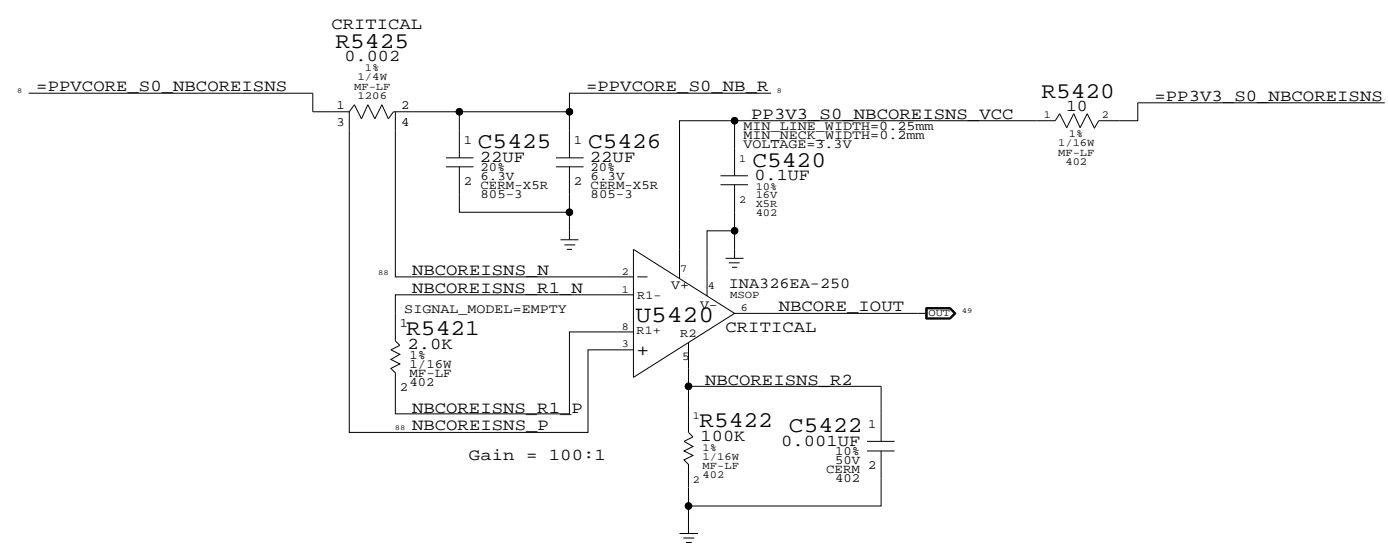 CRITICAL
R5425
0.002
1%
1/4W
MF-LF
1206
8
=PPVCORE_S0_NBCOREISNS
1
2
3
4
=PPVCORE_S0_NB_R
8
1
C5425
22UF
20%
6.3V
CERM-X5R
805-3
2
1
C5426
22UF
20%
6.3V
CERM-X5R
805-3
2
PP3V3_S0_NBCOREISNS_VCC
MIN_LINE_WIDTH=0.25mm
MIN_NECK_WIDTH=0.2mm
VOLTAGE=3.3V
1
C5420
0.1UF
10%
16V
X5R
402
2
R5420
10
1
2
1%
1/16W
MF-LF
402
=PP3V3_S0_NBCOREISNS
88
NBCOREISNS_N
2
−
NBCOREISNS_R1_N
1
R1-
SIGNAL_MODEL=EMPTY
1
R5421
2.0K
1%
1/16W
MF-LF
402
2
NBCOREISNS_R1_P
88
NBCOREISNS_P
Gain = 100:1
7
V+
4
V-
INA326EA-250
MSOP
U5420
8
R1+
3
+
R2
5
6
NBCORE_IOUT
OUT
49
CRITICAL
NBCOREISNS_R2
1
R5422
100K
1%
1/16W
MF-LF
402
2
C5422
1
0.001UF
10%
50V
CERM
402
2